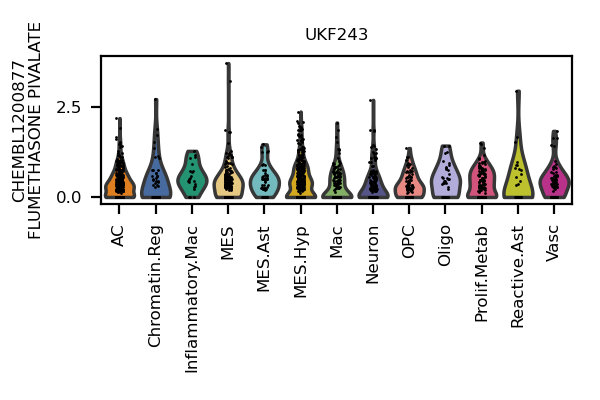 UKF243
CHEMBL1200877
FLUMETHASONE PIVALATE
2.5
0.0
AC
Chromatin.Reg
Inflammatory.Mac
MES
MES.Ast
MES.Hyp
Mac
Neuron
OPC
Oligo
Prolif.Metab
Reactive.Ast
Vasc